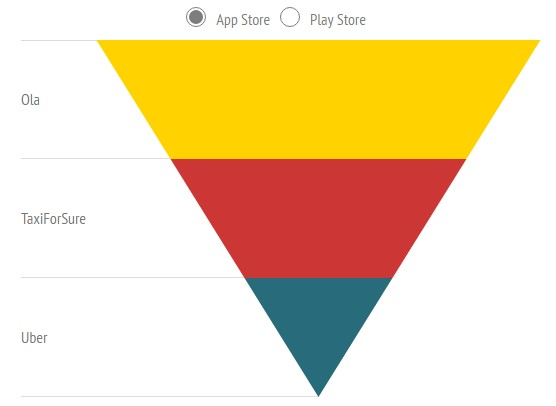 App Store Play Store
Ola
TaxiForSure
Uber